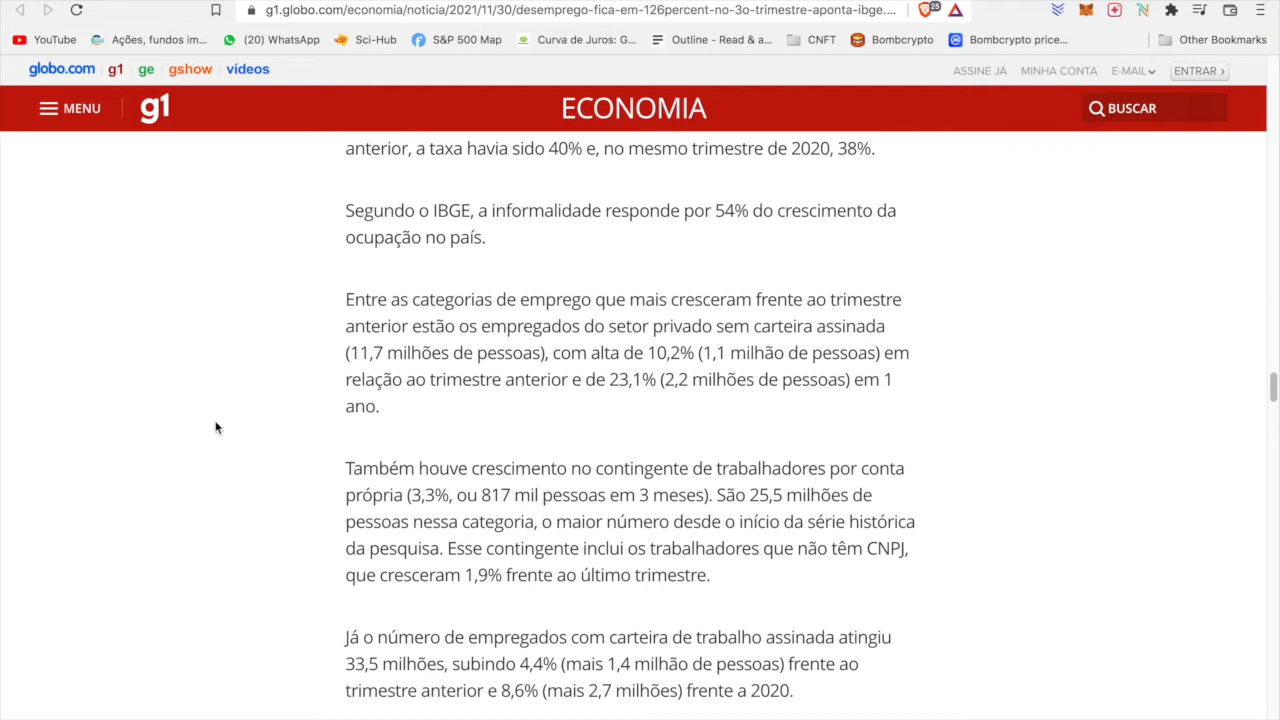 g1.globo.com/economia/noticia/2021/11/30/desemprego-fica-em-126percent-no-3o-trimestre-aponta-ibge....
25
YouTube Ações, fundos im... (20) WhatsApp Sci-Hub S&P 500 Map Curva de Juros: G... Outline - Read & a... CNFT Bombcrypto Bombcrypto price... Other Bookmarks
globo.com g1 ge gshow vídeos ASSINE JÁ MINHA CONTA E-MAIL ENTRAR ›
MENU g1 ECONOMIA BUSCAR
anterior, a taxa havia sido 40% e, no mesmo trimestre de 2020, 38%.
Segundo o IBGE, a informalidade responde por 54% do crescimento da
ocupação no país.
Entre as categorias de emprego que mais cresceram frente ao trimestre
anterior estão os empregados do setor privado sem carteira assinada
(11,7 milhões de pessoas), com alta de 10,2% (1,1 milhão de pessoas) em
relação ao trimestre anterior e de 23,1% (2,2 milhões de pessoas) em 1
ano.
Também houve crescimento no contingente de trabalhadores por conta
própria (3,3%, ou 817 mil pessoas em 3 meses). São 25,5 milhões de
pessoas nessa categoria, o maior número desde o início da série histórica
da pesquisa. Esse contingente inclui os trabalhadores que não têm CNPJ,
que cresceram 1,9% frente ao último trimestre.
Já o número de empregados com carteira de trabalho assinada atingiu
33,5 milhões, subindo 4,4% (mais 1,4 milhão de pessoas) frente ao
trimestre anterior e 8,6% (mais 2,7 milhões) frente a 2020.